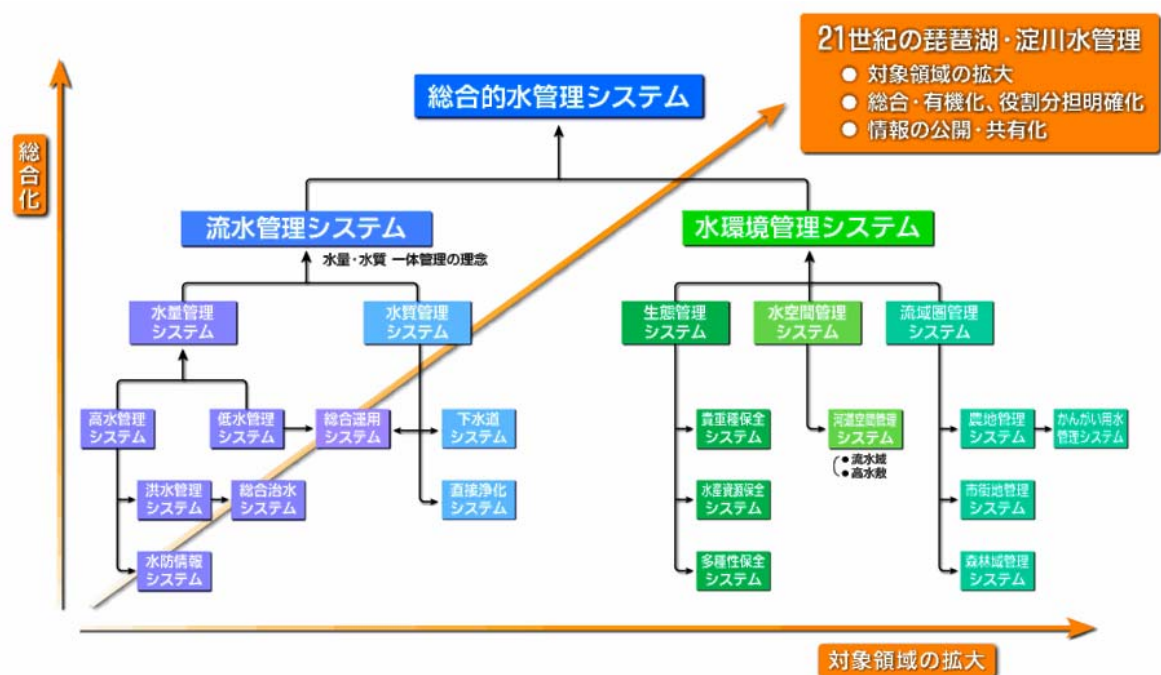 21世紀の琵琶湖・淀川水管理
● 対象領域の拡大
● 総合・有機化、役割分担明確化
● 情報の公開・共有化
総合化
総合的水管理システム
流水管理システム
水環境管理システム
水量・水質 一体管理の理念
水量管理
システム
水質管理
システム
生態管理
システム
水空間管理
システム
流域圏管理
システム
高水管理
システム
低水管理
システム
総合運用
システム
下水道
システム
貴重種保全
システム
河道空間管理
システム
●流水域
●高水敷
農地管理
システム
かんがい用水
管理システム
洪水管理
システム
総合治水
システム
直接浄化
システム
水産資源保全
システム
市街地管理
システム
水防情報
システム
多種性保全
システム
森林域管理
システム
対象領域の拡大